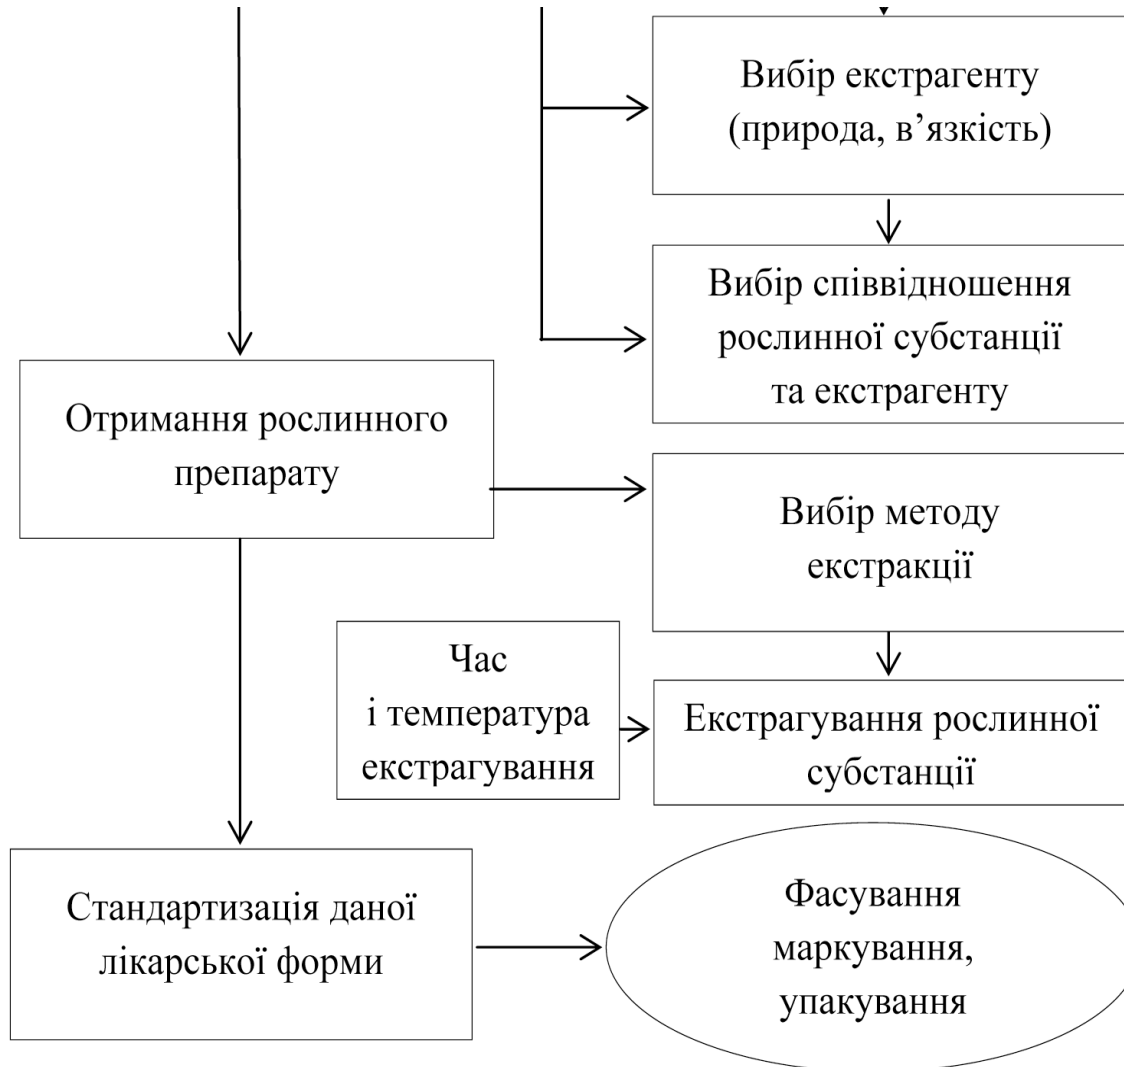 Вибір екстрагенту
(природа, в’язкість)
Вибір співвідношення
рослинної субстанції
та екстрагенту
Отримання рослинного
препарату
Вибір методу
екстракції
Час
і температура
екстрагування
Екстрагування рослинної
субстанції
Стандартизація даної
лікарської форми
Фасування
маркування,
упакування